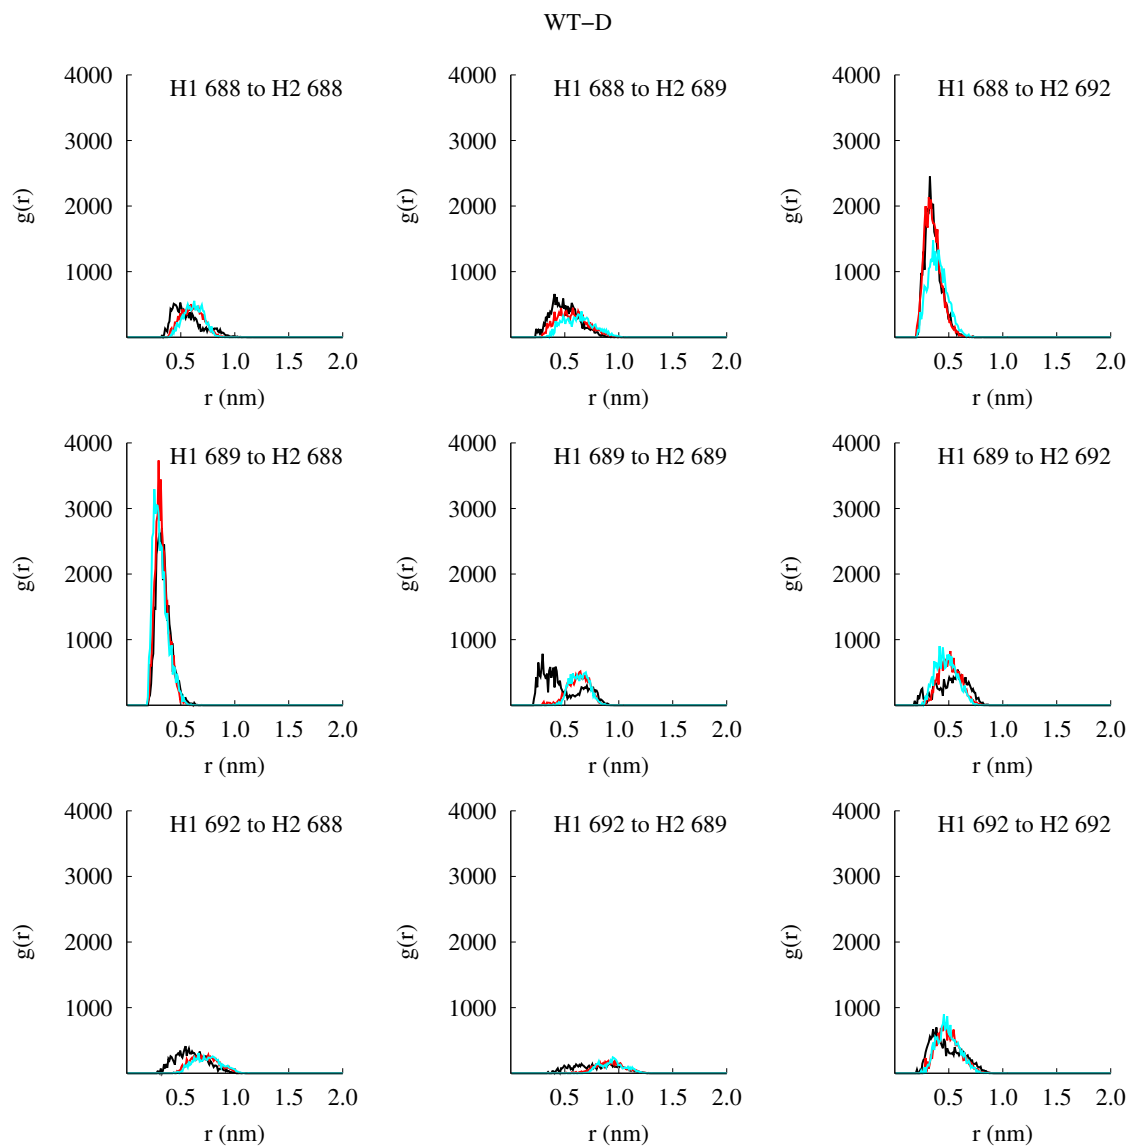 WT−D
H1 688 to H2 688
4000
3000
2000
1000
g(r)
0.5 1.0 1.5 2.0
r (nm)
H1 688 to H2 689
4000
3000
2000
1000
g(r)
0.5 1.0 1.5 2.0
r (nm)
H1 688 to H2 692
4000
3000
2000
1000
g(r)
0.5 1.0 1.5 2.0
r (nm)
H1 689 to H2 688
4000
3000
2000
1000
g(r)
0.5 1.0 1.5 2.0
r (nm)
H1 689 to H2 689
4000
3000
2000
1000
g(r)
0.5 1.0 1.5 2.0
r (nm)
H1 689 to H2 692
4000
3000
2000
1000
g(r)
0.5 1.0 1.5 2.0
r (nm)
H1 692 to H2 688
4000
3000
2000
1000
g(r)
0.5 1.0 1.5 2.0
r (nm)
H1 692 to H2 689
4000
3000
2000
1000
g(r)
0.5 1.0 1.5 2.0
r (nm)
H1 692 to H2 692
4000
3000
2000
1000
g(r)
0.5 1.0 1.5 2.0
r (nm)